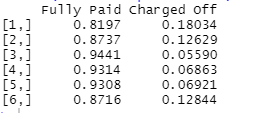 Fully Paid Charged Off
[1,] 0.8197 0.18034
[2,] 0.8737 0.12629
[3,] 0.9441 0.05590
[4,] 0.9314 0.06863
[5,] 0.9308 0.06921
[6,] 0.8716 0.12844